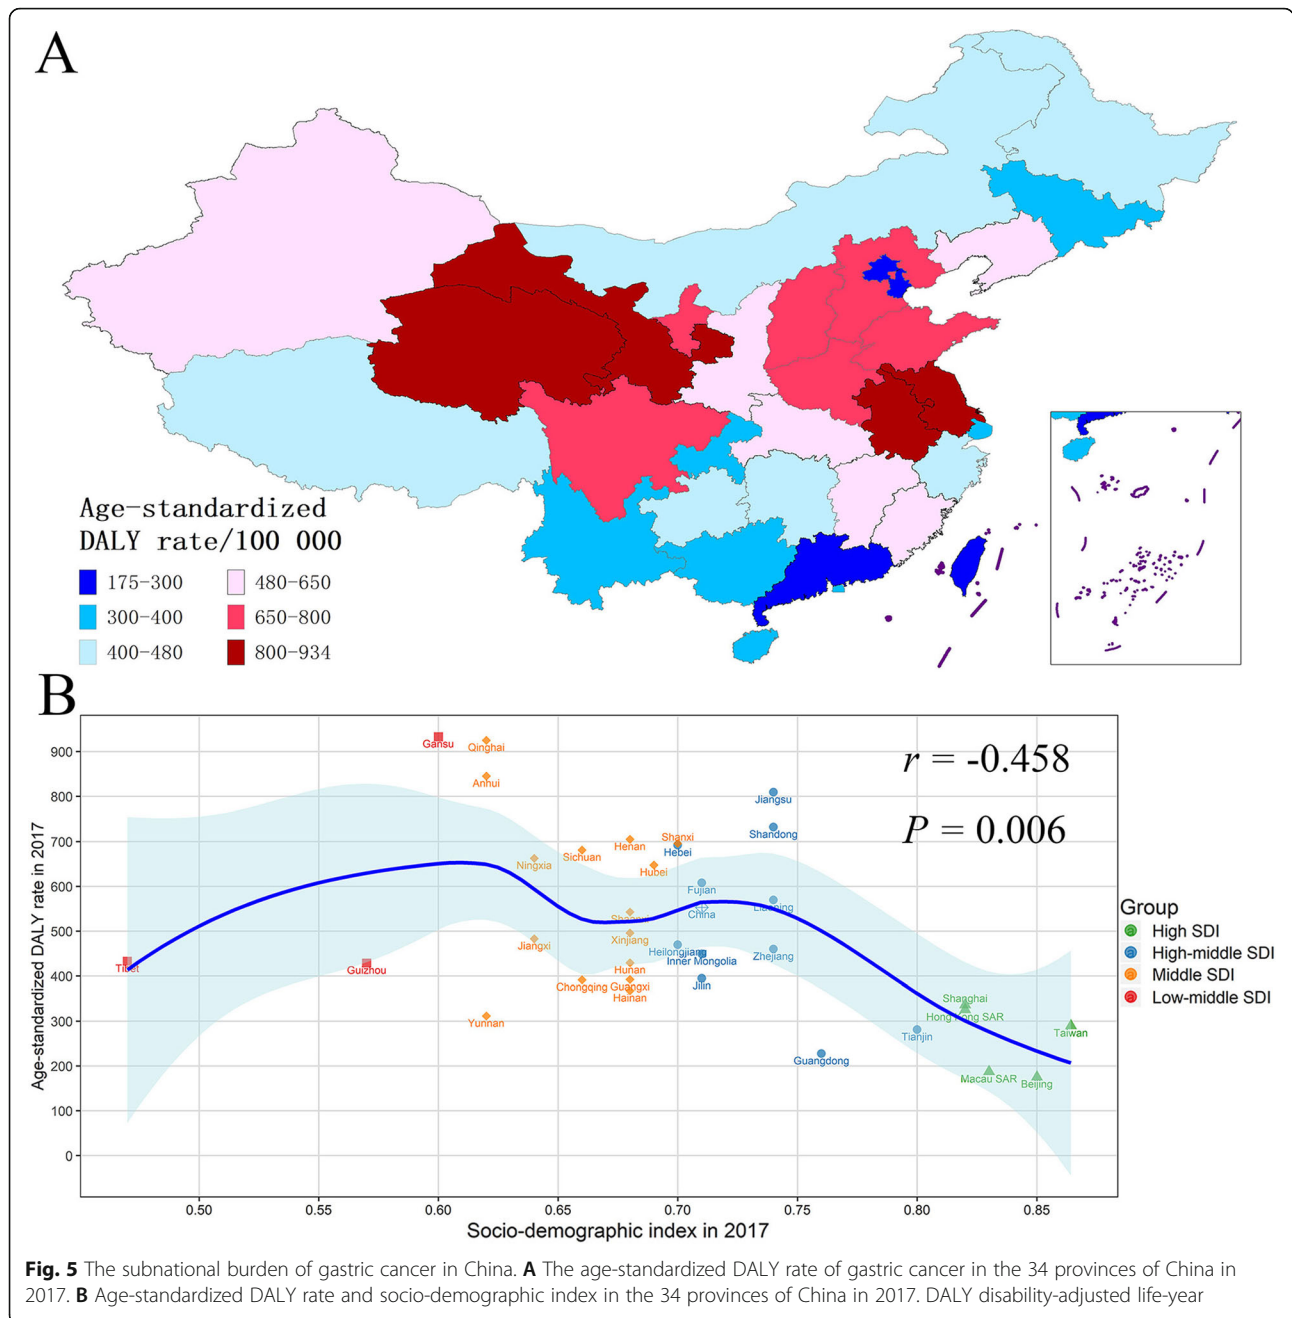 A
Age-standardized
DALY rate/100 000
175-300
480-650
300-400
650-800
400-480
800-934
B
r = -0.458
P = 0.006
Age-standardized DALY rate in 2017
900
800
700
600
500
400
300
200
100
0
Gansu
Qinghai
Anhui
Jiangsu
Shandong
Henan
Shanxi
Hebei
Sichuan
Ningxia
Hubei
Fujian
China
Liaoning
Xinjiang
Jiangxi
Heilongjiang
Inner Mongolia
Zhejiang
Tibet
Guizhou
Hunan
Chongqing
Guangxi
Hainan
Jilin
Yunnan
Shanghai
Hong Kong SAR
Tianjin
Taiwan
Guangdong
Macau SAR
Beijing
0.50
0.55
0.60
0.65
0.70
0.75
0.80
0.85
Socio-demographic index in 2017
Group
High SDI
High-middle SDI
Middle SDI
Low-middle SDI
Fig. 5 The subnational burden of gastric cancer in China. A The age-standardized DALY rate of gastric cancer in the 34 provinces of China in
2017. B Age-standardized DALY rate and socio-demographic index in the 34 provinces of China in 2017. DALY disability-adjusted life-year